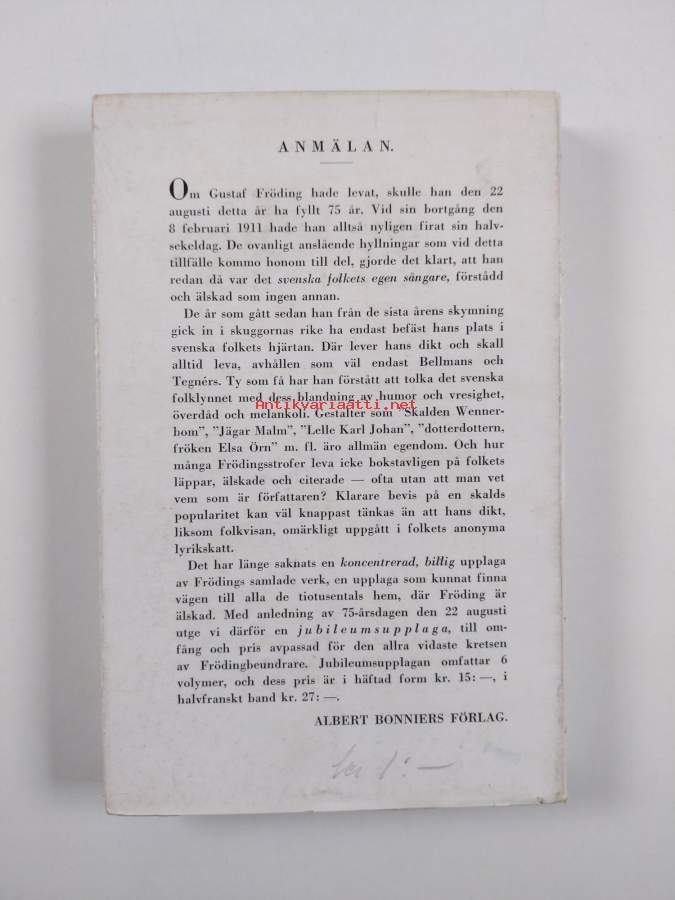 ANMÄLAN.
Om Gustaf Fröding hade levat, skulle han den 22
augusti detta år ha fyllt 75 år. Vid sin bortgång den
8 februari 1911 hade han alltså nyligen firat sin halv-
sekeldag. De ovanligt anslående hyllningar som vid detta
tillfälle kommo honom till del, gjorde det klart, att han
redan då var det svenska folkets egen sångare, förstådd
och älskad som ingen annan.
De år som gått sedan han från de sista årens skymning
gick in i skuggornas rike ha endast befäst hans plats i
svenska folkets hjärtan. Där lever hans dikt och skall
alltid leva, avhållen som väl endast Bellmans och
Tegnérs. Ty som få har han förstått att tolka det svenska
folklynnet med dess blandning av humor och vresighet,
överdåd och melankoli. Gestalter som "Skalden Wenner-
Antikvariaatti.net
bom", "Jägar Malm", "Lelle Karl Johan", "dotterdottern,
fröken Elsa Örn" m. fl. äro allmän egendom. Och hur
många Frödingsstrofer leva icke bokstavligen på folkets
läppar, älskade och citerade — ofta utan att man vet
vem som är författaren? Klarare bevis på en skalds
popularitet kan väl knappast tänkas än att hans dikt,
liksom folkvisan, omärkligt uppgått i folkets anonyma
lyrikskatt.
Det har länge saknats en koncentrerad, billig upplaga
av Frödings samlade verk, en upplaga som kunnat finna
vägen till alla de tiotusentals hem, där Fröding är
älskad. Med anledning av 75-årsdagen den 22 augusti
utge vi därför en jubileumsupplaga, till om-
fång och pris avpassad för den allra vidaste kretsen
av Frödingbeundrare. Jubileumsupplagan omfattar 6
volymer, och dess pris är i häftad form kr. 15: —, i
halvfranskt band kr. 27: —.
ALBERT BONNIERS FÖRLAG.